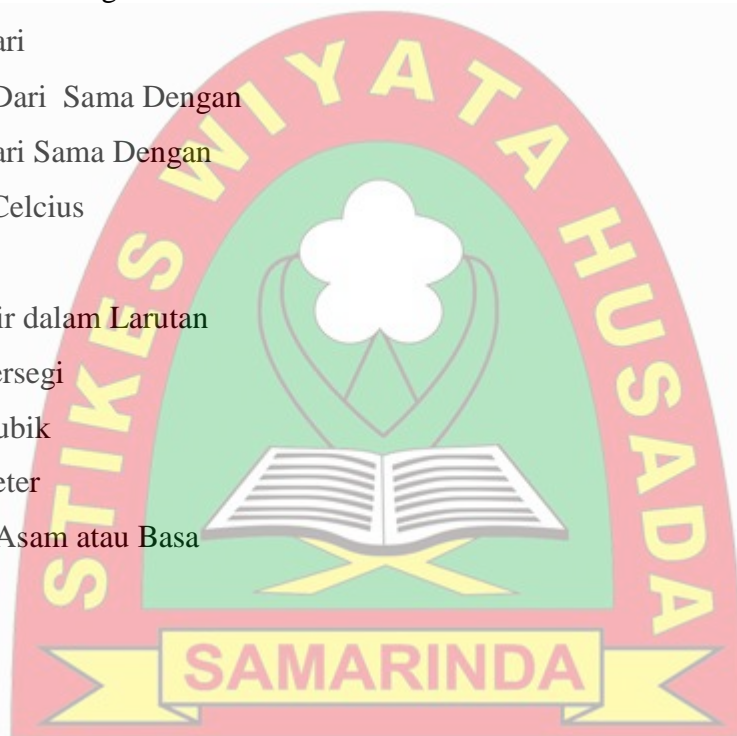 ari
Dari Sama Dengan
ari Sama Dengan
Celcius
ir dalam Larutan
ersegi
ubik
eter
Asam atau Basa
STIKES WIYATA HUSADA
SAMARINDA